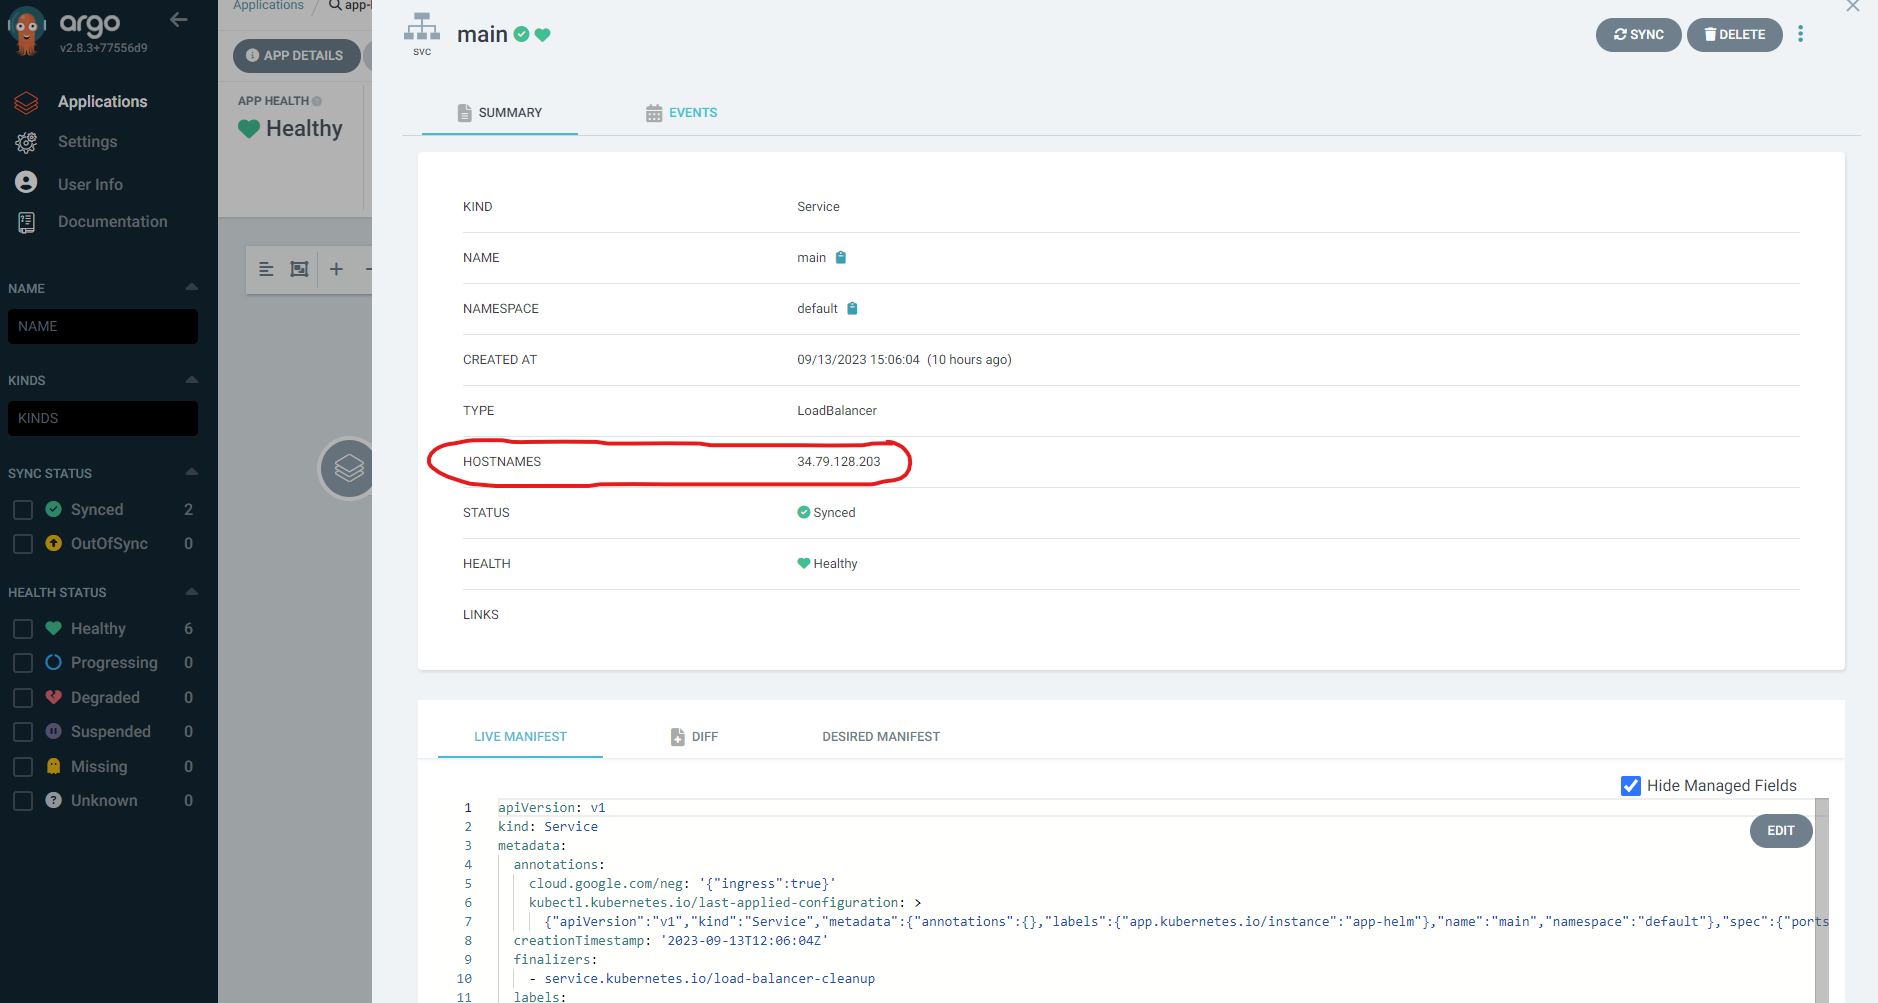 argo
v2.8.3+77556d9
Applications
Settings
User Info
Documentation
NAME
NAME
KINDS
KINDS
SYNC STATUS
Synced 2
OutOfSync 0
HEALTH STATUS
Healthy 6
Progressing 0
Degraded 0
Suspended 0
Missing 0
Unknown 0
Applications / app-
APP DETAILS
APP HEALTH
Healthy
svc
main
SYNC
DELETE
SUMMARY
EVENTS
KIND Service
NAME main
NAMESPACE default
CREATED AT 09/13/2023 15:06:04 (10 hours ago)
TYPE LoadBalancer
HOSTNAMES 34.79.128.203
STATUS Synced
HEALTH Healthy
LINKS
LIVE MANIFEST
DIFF
DESIRED MANIFEST
Hide Managed Fields
EDIT
1 apiVersion: v1
2 kind: Service
3 metadata:
4 annotations:
5 cloud.google.com/neg: '{"ingress":true}'
6 kubectl.kubernetes.io/last-applied-configuration: >
7 {"apiVersion":"v1","kind":"Service","metadata":{"annotations":{},"labels":{"app.kubernetes.io/instance":"app-helm"},"name":"main","namespace":"default"},"spec":{"ports
8 creationTimestamp: '2023-09-13T12:06:04Z'
9 finalizers:
10 - service.kubernetes.io/load-balancer-cleanup
11 labels: